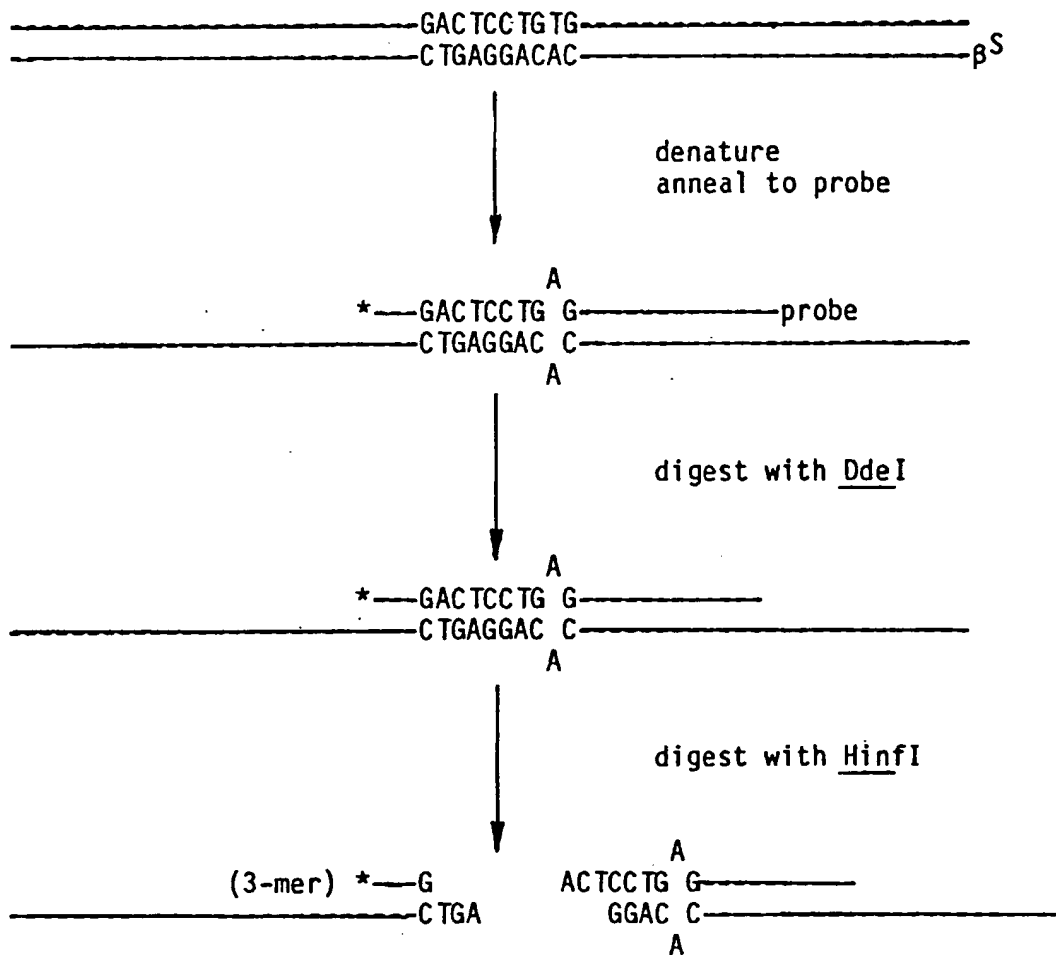 GACTCCTGTG
CTGAGGACAC
βS
denature
anneal to probe
A
*GACTCCTG G probe
CTGAGGAC C
A
digest with DdeI
A
*GACTCCTG G
CTGAGGAC C
A
digest with HinfI
A
(3-mer) *G ACTCCTG G
CTGA GGAC C
A